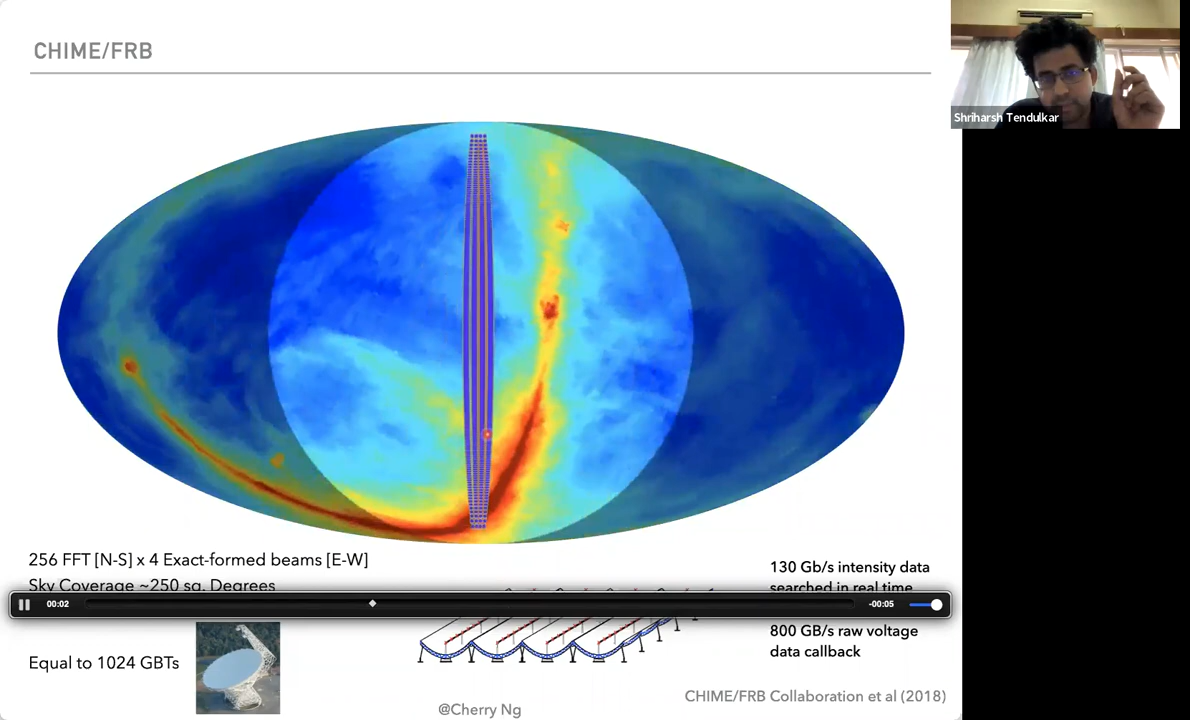 CHIME/FRB
Shriharsh Tendulkar
256 FFT [N-S] x 4 Exact-formed beams [E-W]
Sky Coverage ~250 sq. Degrees
130 Gb/s intensity data
searched in real time
00:02
-00:05
800 GB/s raw voltage
data callback
Equal to 1024 GBTs
CHIME/FRB Collaboration et al (2018)
@Cherry Ng